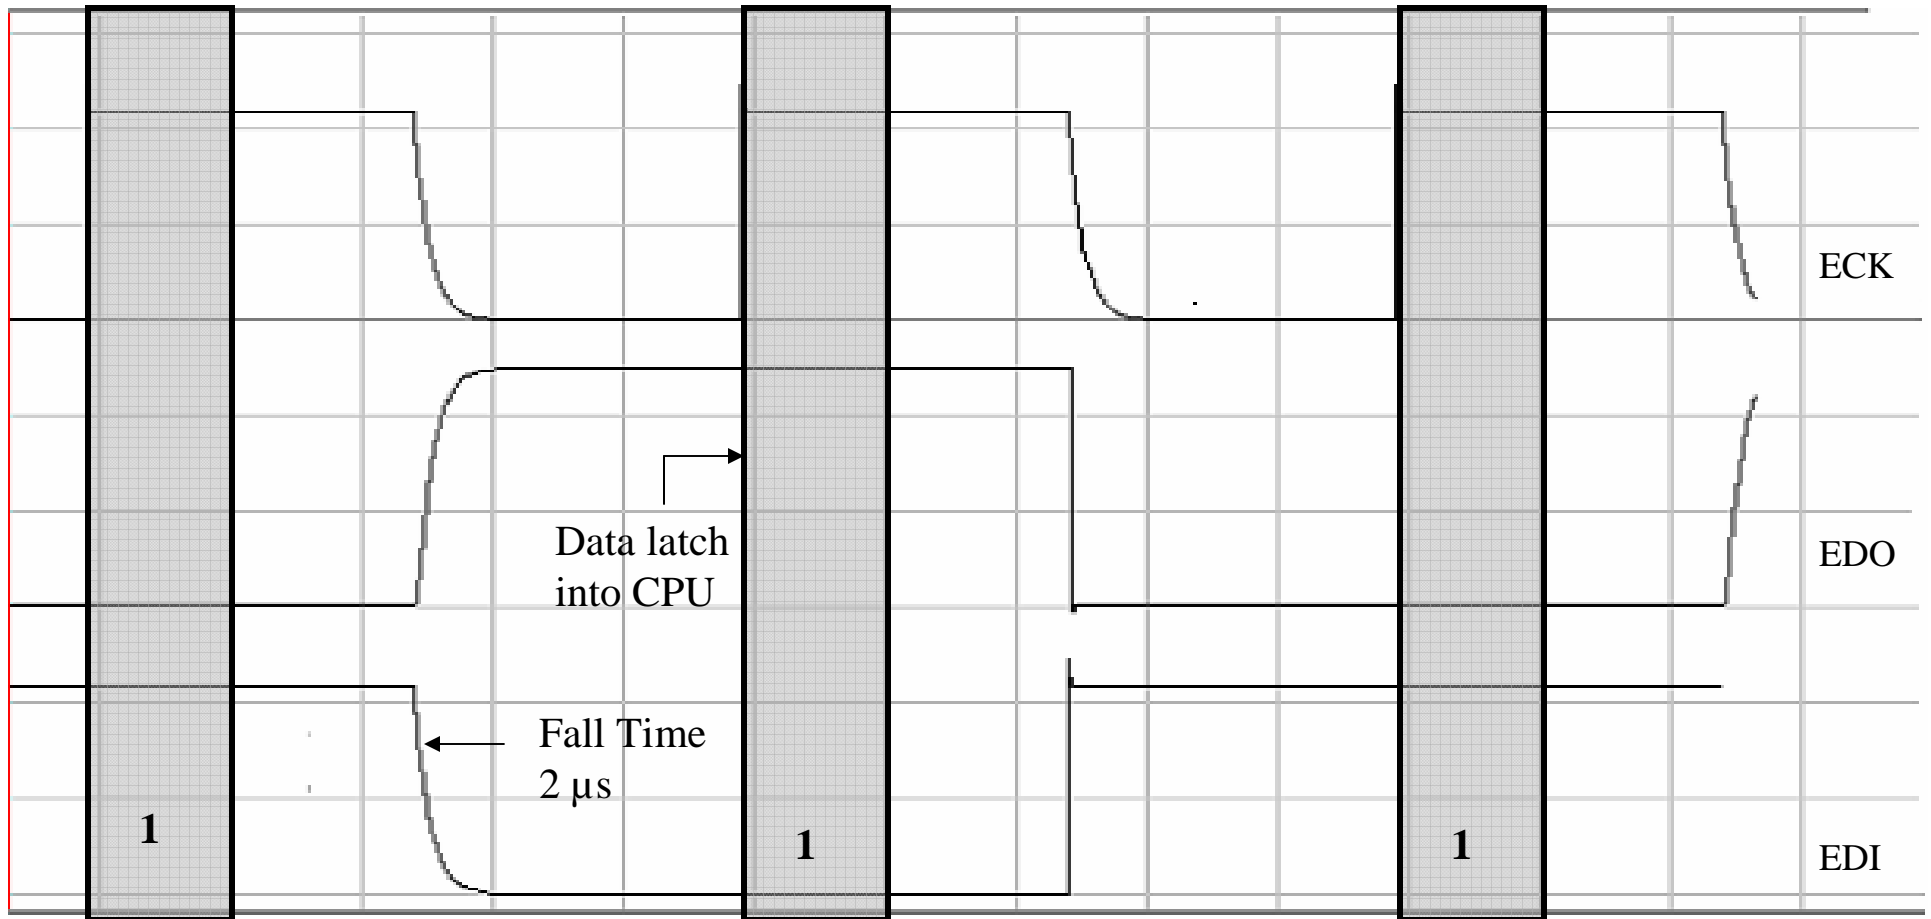 ECK
Data latch
into CPU
EDO
Fall Time
2 µs
1
1
1
EDI